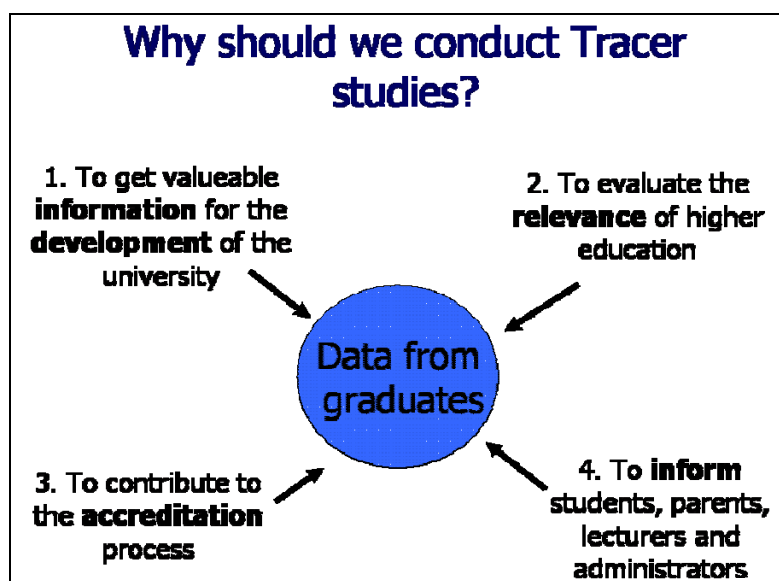 Why should we conduct Tracer
studies?
1. To get valueable
information for the
development of the
university
2. To evaluate the
relevance of higher
education
Data from
graduates
3. To contribute to
the accreditation
process
4. To inform
students, parents,
lecturers and
administrators